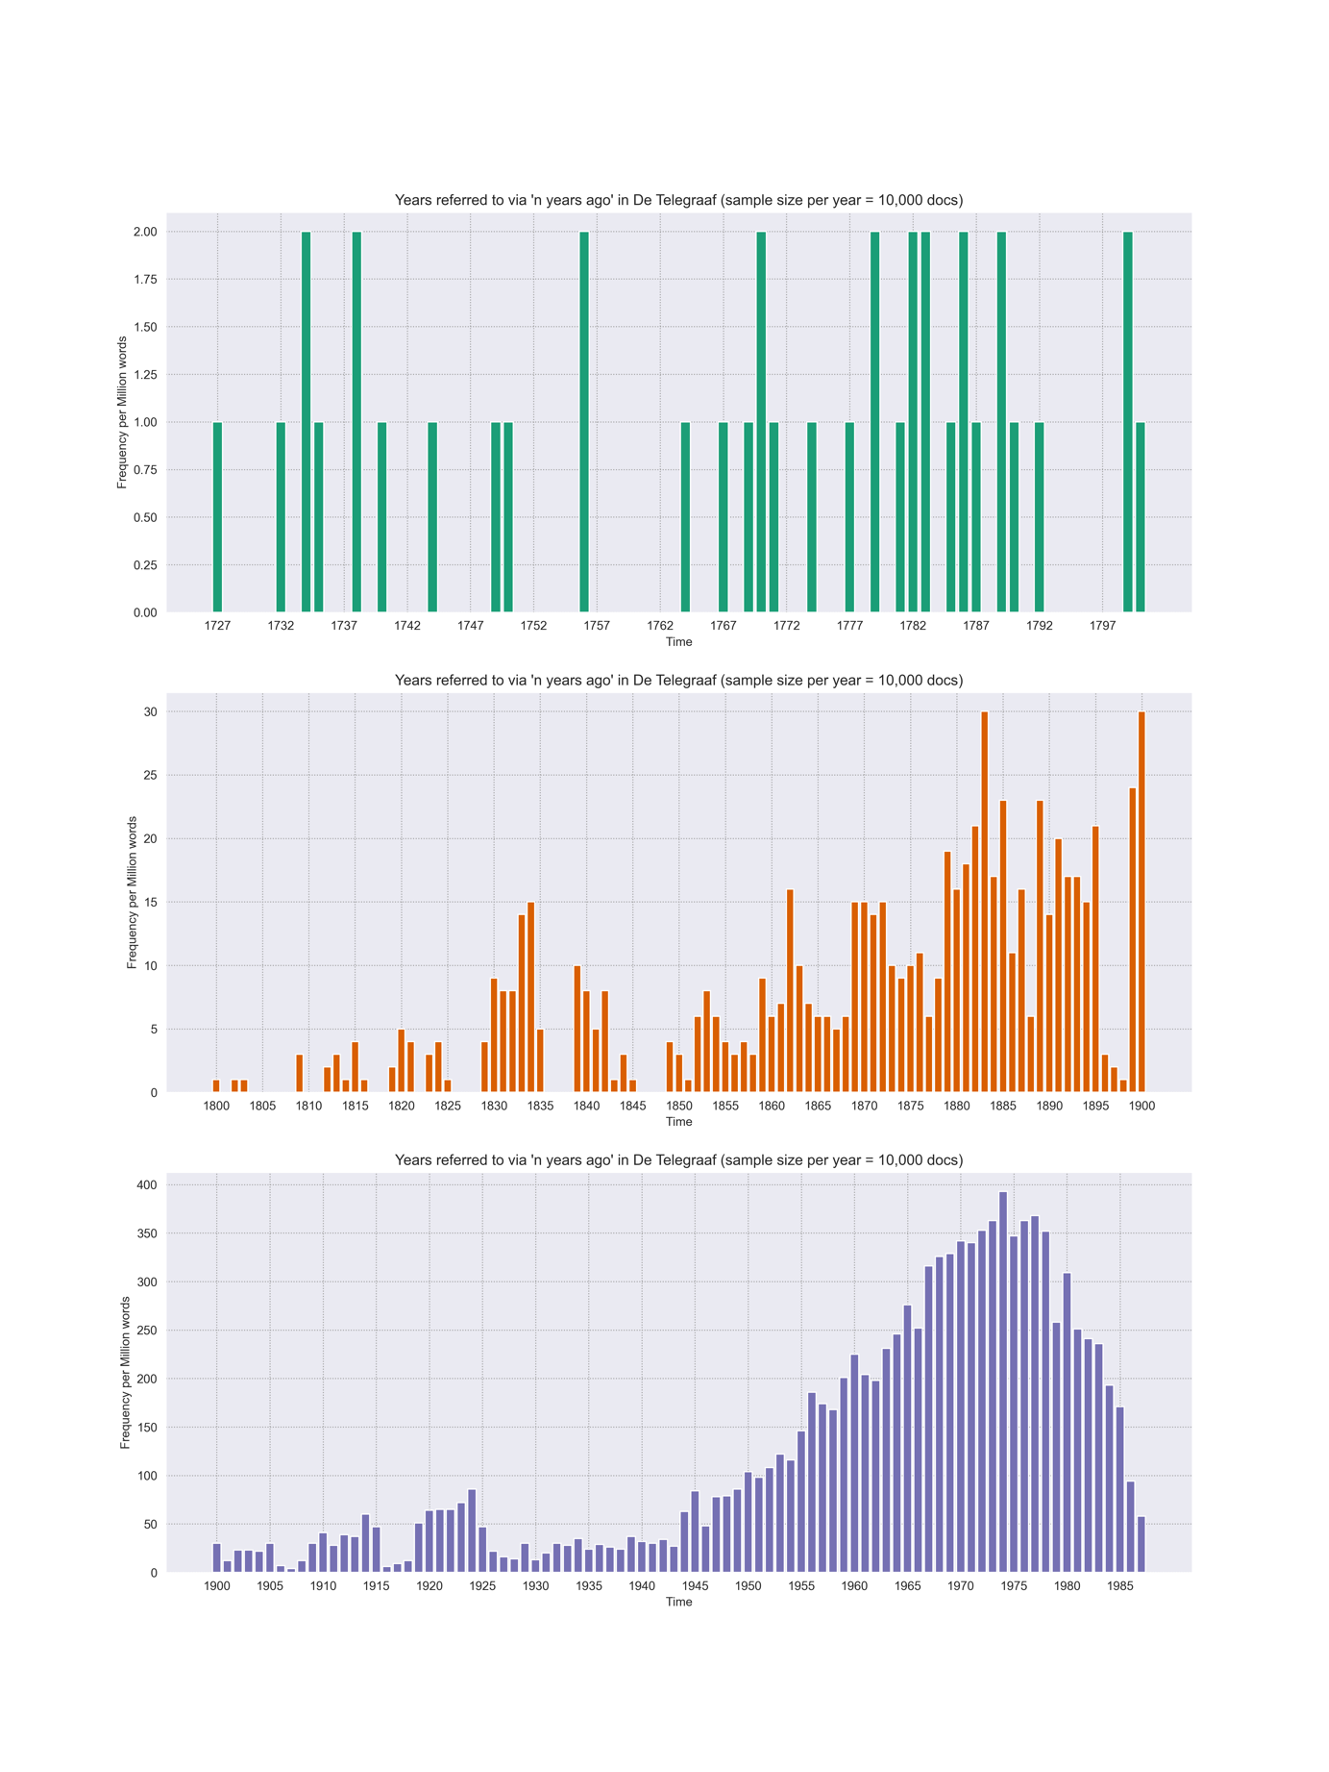 Years referred to via 'n years ago' in De Telegraaf (sample size per year = 10,000 docs)
2.00
1.75
1.50
1.25
1.00
0.75
0.50
0.25
0.00
Frequency per Million words
1727 1732 1737 1742 1747 1752 1757 1762 1767 1772 1777 1782 1787 1792 1797
Time
Years referred to via 'n years ago' in De Telegraaf (sample size per year = 10,000 docs)
30
25
20
15
10
5
0
Frequency per Million words
1800 1805 1810 1815 1820 1825 1830 1835 1840 1845 1850 1855 1860 1865 1870 1875 1880 1885 1890 1895 1900
Time
Years referred to via 'n years ago' in De Telegraaf (sample size per year = 10,000 docs)
400
350
300
250
200
150
100
50
0
Frequency per Million words
1900 1905 1910 1915 1920 1925 1930 1935 1940 1945 1950 1955 1960 1965 1970 1975 1980 1985
Time